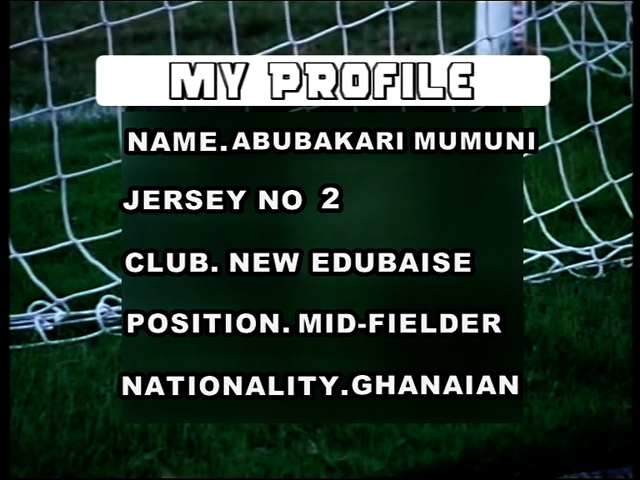 MY PROFILE
NAME.ABUBAKARI MUMUNI
JERSEY NO 2
CLUB. NEW EDUBAISE
POSITION. MID-FIELDER
NATIONALITY.GHANAIAN